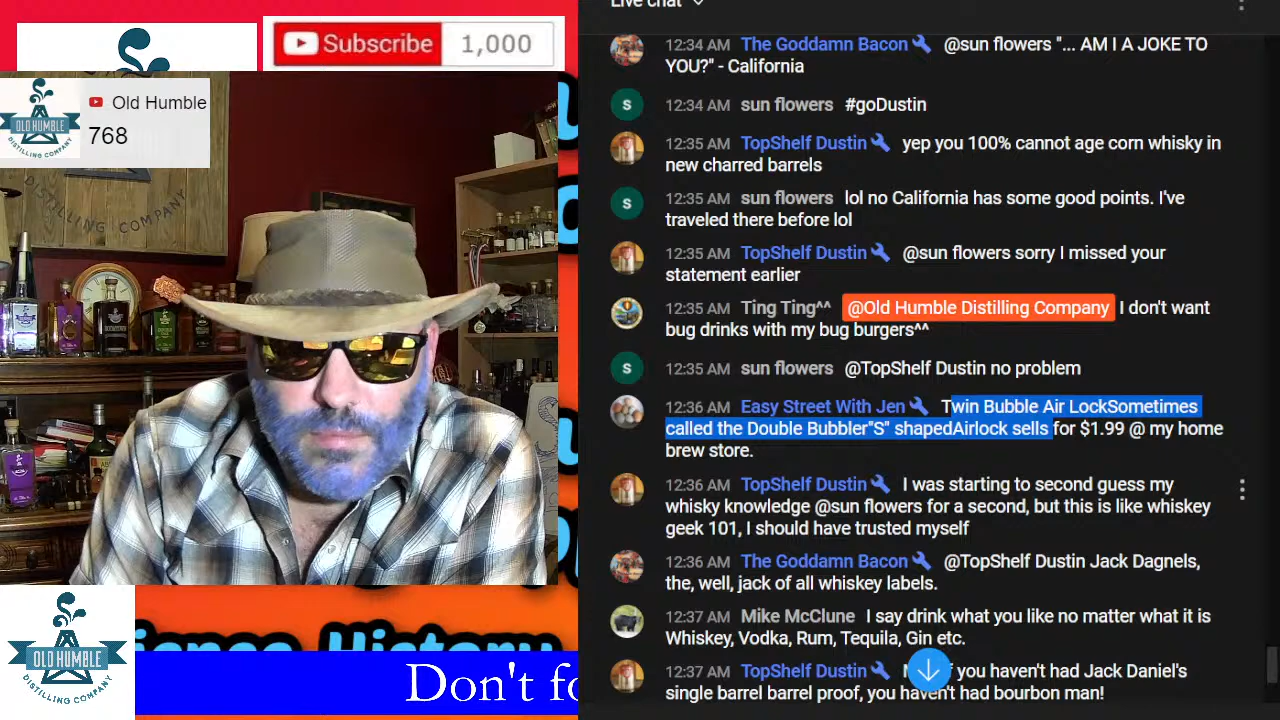 Live chat
Subscribe 1,000
Old Humble
768
OLD HUMBLE
DISTILLING COMPANY
DISTILLING COMPANY
12:34 AM The Goddamn Bacon @sun flowers "... AM I A JOKE TO
YOU?" - California
12:34 AM sun flowers #goDustin
12:35 AM TopShelf Dustin yep you 100% cannot age corn whisky in
new charred barrels
12:35 AM sun flowers lol no California has some good points. I've
traveled there before lol
12:35 AM TopShelf Dustin @sun flowers sorry I missed your
statement earlier
12:35 AM Ting Ting^^ @Old Humble Distilling Company I don't want
bug drinks with my bug burgers^^
S
12:35 AM sun flowers @TopShelf Dustin no problem
12:36 AM Easy Street With Jen Twin Bubble Air LockSometimes
called the Double Bubbler"S" shapedAirlock sells for $1.99 @ my home
brew store.
12:36 AM TopShelf Dustin I was starting to second guess my
whisky knowledge @sun flowers for a second, but this is like whiskey
geek 101, I should have trusted myself
12:36 AM The Goddamn Bacon @TopShelf Dustin Jack Dagnels,
the, well, jack of all whiskey labels.
12:37 AM Mike McClune I say drink what you like no matter what it is
Whiskey, Vodka, Rum, Tequila, Gin etc.
12:37 AM TopShelf Dustin you haven't had Jack Daniel's
single barrel barrel proof, you haven't had bourbon man!
OLD HUMBLE
DISTILLING COMPANY
ience, History
Don't fo